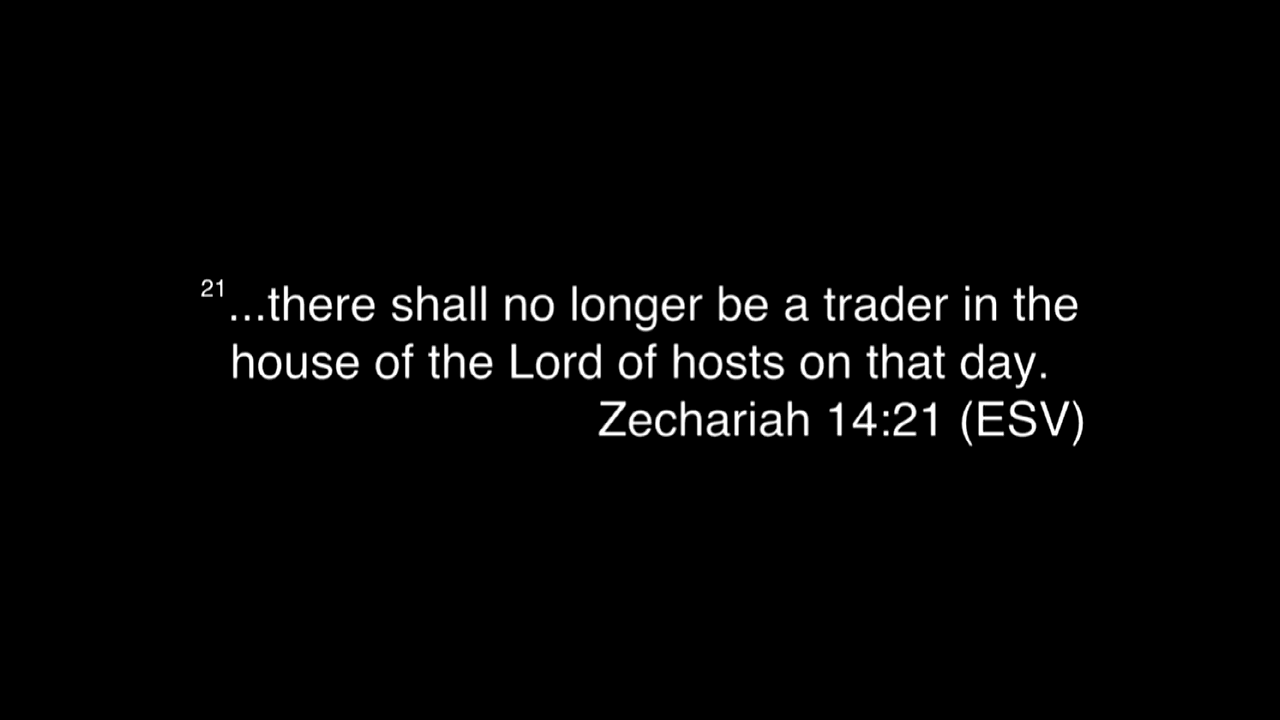 21 ...there shall no longer be a trader in the
house of the Lord of hosts on that day.
Zechariah 14:21 (ESV)